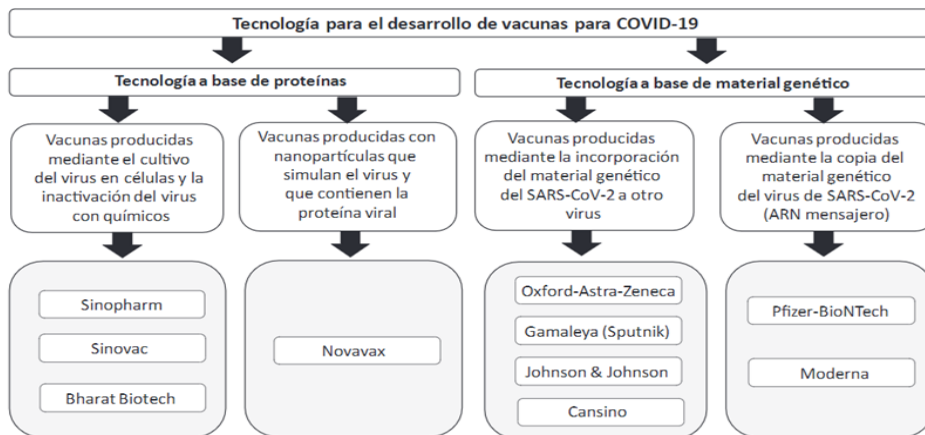 Tecnología para el desarrollo de vacunas para COVID-19
Tecnología a base de proteínas
Tecnología a base de material genético
Vacunas producidas
mediante el cultivo
del virus en células y la
inactivación del virus
con químicos
Vacunas producidas con
nanopartículas que
simulan el virus y
que contienen la
proteína viral
Vacunas producidas
mediante la incorporación
del material genético
del SARS-CoV-2 a otro
virus
Vacunas producidas
mediante la copia del
material genético
del virus de SARS-CoV-2
(ARN mensajero)
Sinopharm
Sinovac
Bharat Biotech
Novavax
Oxford-Astra-Zeneca
Gamaleya (Sputnik)
Johnson & Johnson
Cansino
Pfizer-BioNTech
Moderna